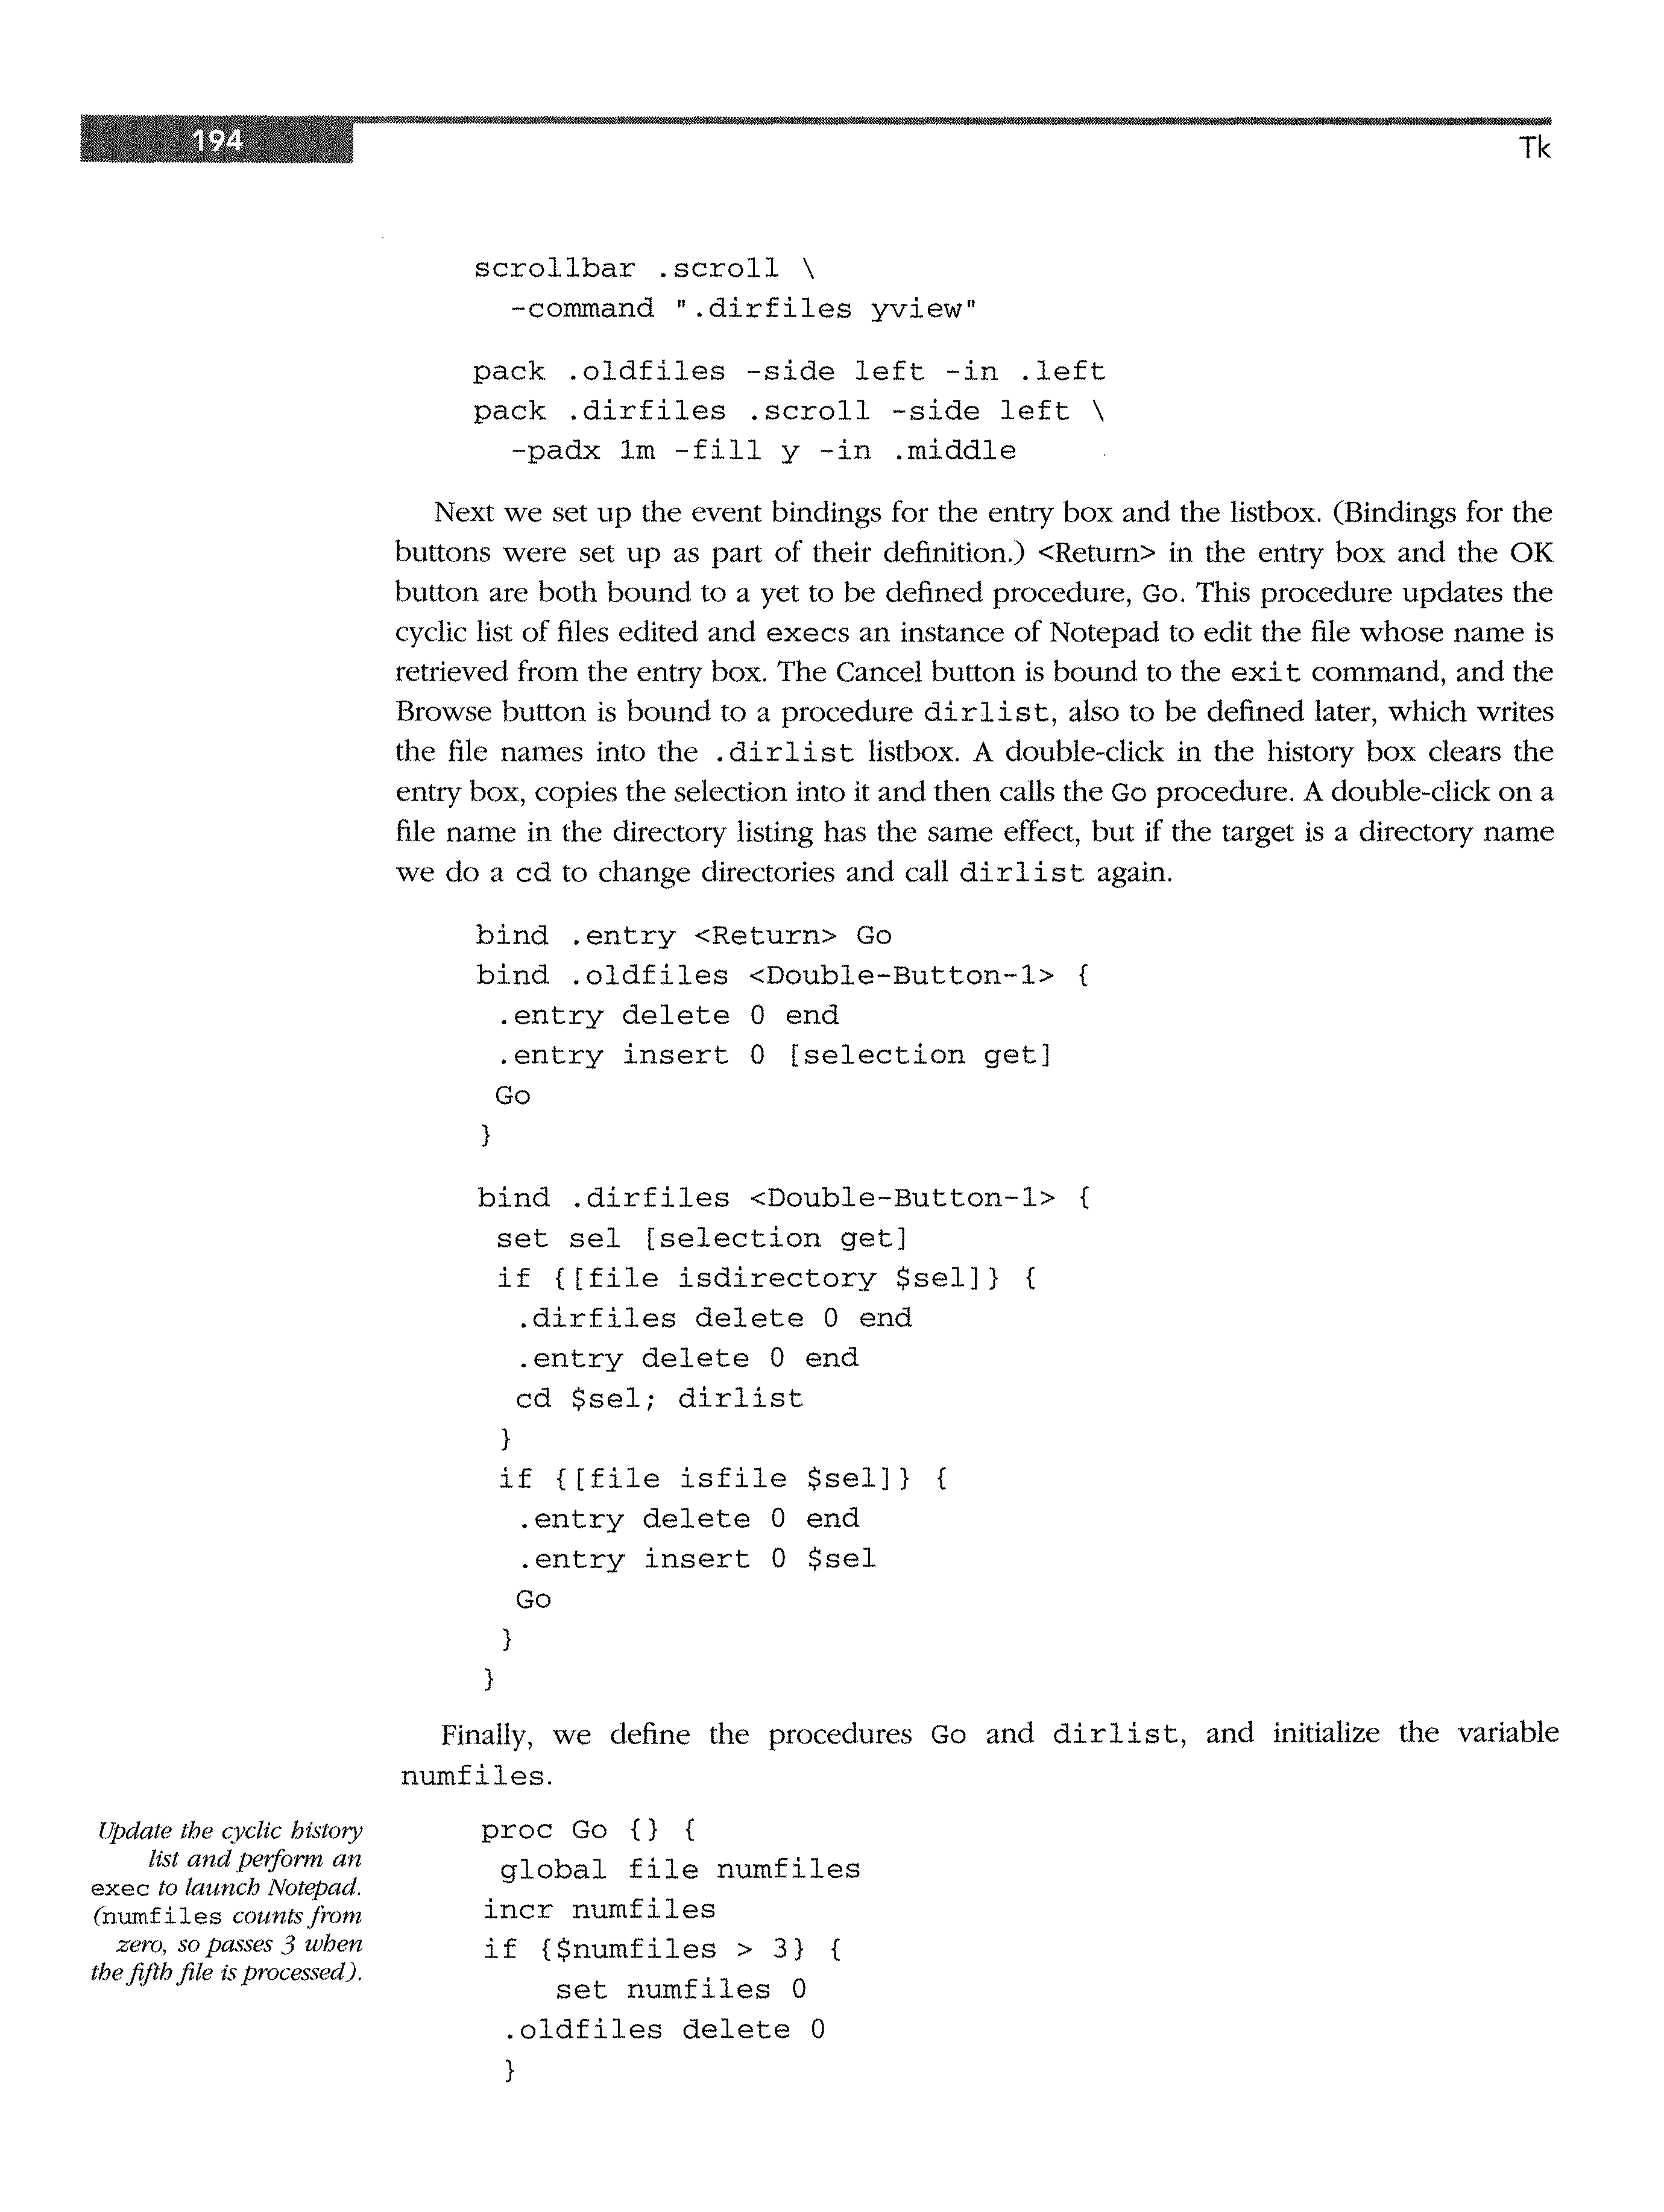 194
Tk
scrollbar .scroll \
-command ".dirfiles yview"
pack .oldfiles -side left -in .left
pack .dirfiles .scroll -side left \
-padx 1m -fill y -in .middle
Next we set up the event bindings for the entry box and the listbox. (Bindings for the
buttons were set up as part of their definition.) <Return> in the entry box and the OK
button are both bound to a yet to be defined procedure, Go. This procedure updates the
cyclic list of files edited and execs an instance of Notepad to edit the file whose name is
retrieved from the entry box. The Cancel button is bound to the exit command, and the
Browse button is bound to a procedure dirlist, also to be defined later, which writes
the file names into the .dirlist listbox. A double-click in the history box clears the
entry box, copies the selection into it and then calls the Go procedure. A double-click on a
file name in the directory listing has the same effect, but if the target is a directory name
we do a cd to change directories and call dirlist again.
bind .entry <Return> Go
bind .oldfiles <Double-Button-1> {
.entry delete 0 end
.entry insert 0 [selection get]
Go
}
bind .dirfiles <Double-Button-1> {
set sel [selection get]
if {[file isdirectory $sel]} {
.dirfiles delete 0 end
.entry delete 0 end
cd $sel; dirlist
}
if {[file isfile $sel]} {
.entry delete 0 end
.entry insert 0 $sel
Go
}
}
Finally, we define the procedures Go and dirlist, and initialize the variable
numfiles.
Update the cyclic history
list and perform an
exec to launch Notepad.
(numfiles counts from
zero, so passes 3 when
the fifth file is processed).
proc Go {} {
global file numfiles
incr numfiles
if {$numfiles > 3} {
set numfiles 0
.oldfiles delete 0
}